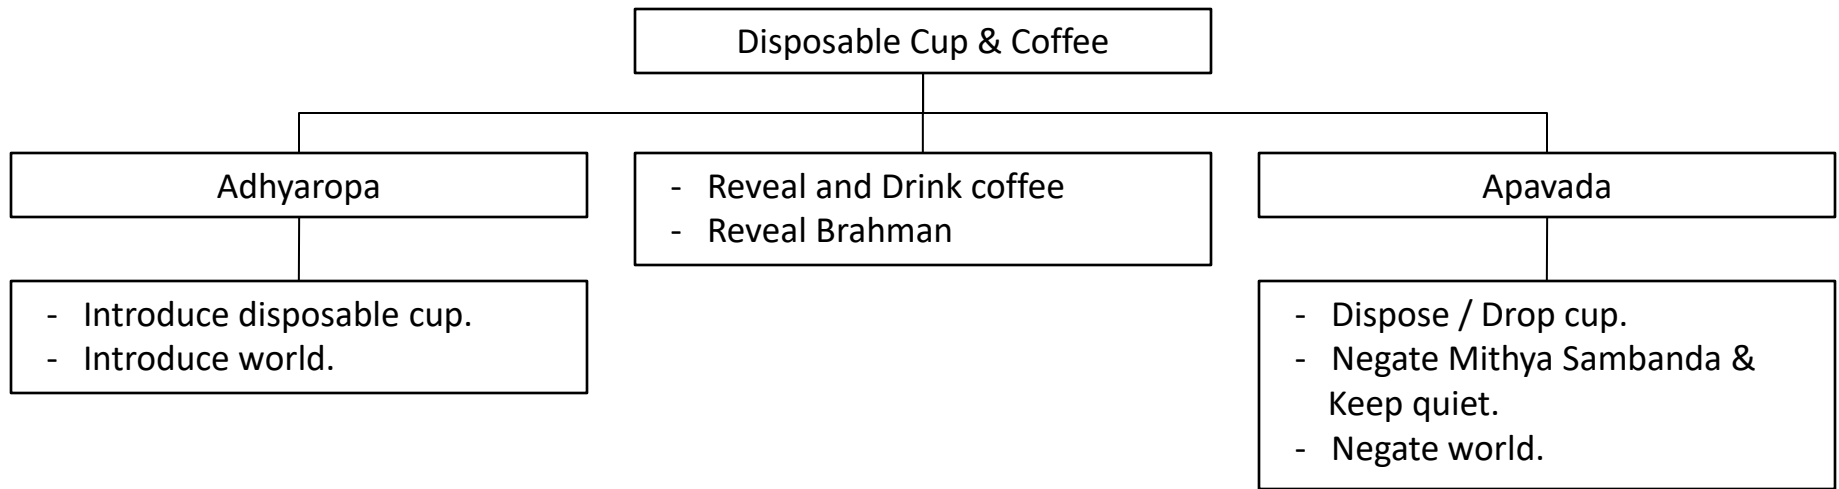 Disposable Cup & Coffee
Adhyaropa
- Introduce disposable cup.
- Introduce world.
- Reveal and Drink coffee
- Reveal Brahman
Apavada
- Dispose / Drop cup.
- Negate Mithya Sambanda &
Keep quiet.
- Negate world.